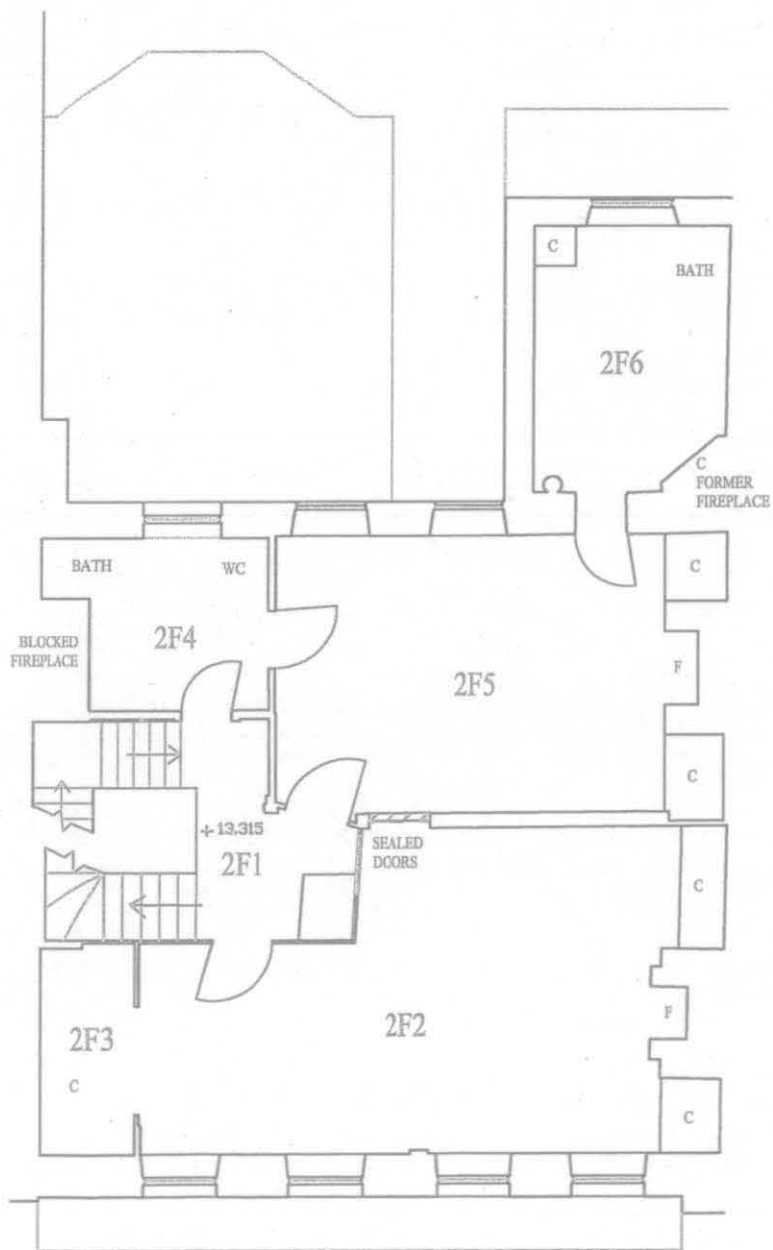 C
BATH
2F6
C
FORMER
FIREPLACE
BATH
WC
C
2F4
BLOCKED
FIREPLACE
F
2F5
C
+ 13.315
SEALED
DOORS
2F1
C
2F3
2F2
F
C
C